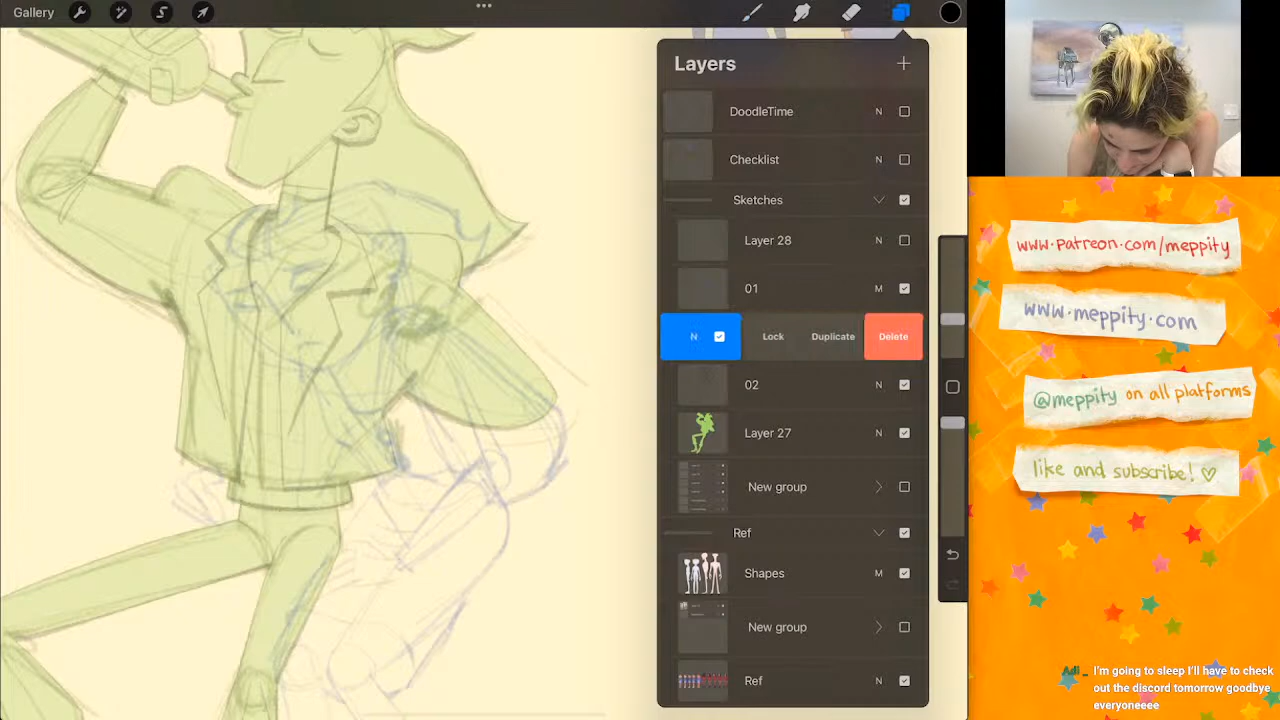 Gallery
Layers
DoodleTime N
Checklist N
Sketches
Layer 28 N
01 M
N Lock Duplicate Delete
02 N
Layer 27 N
New group
Ref
Shapes M
New group
Ref N
www.patreon.com/meppity
www.meppity.com
@meppity on all platforms
like and subscribe! ♡
Adi_ I'm going to sleep I'll have to check
out the discord tomorrow goodbye
everyoneeee